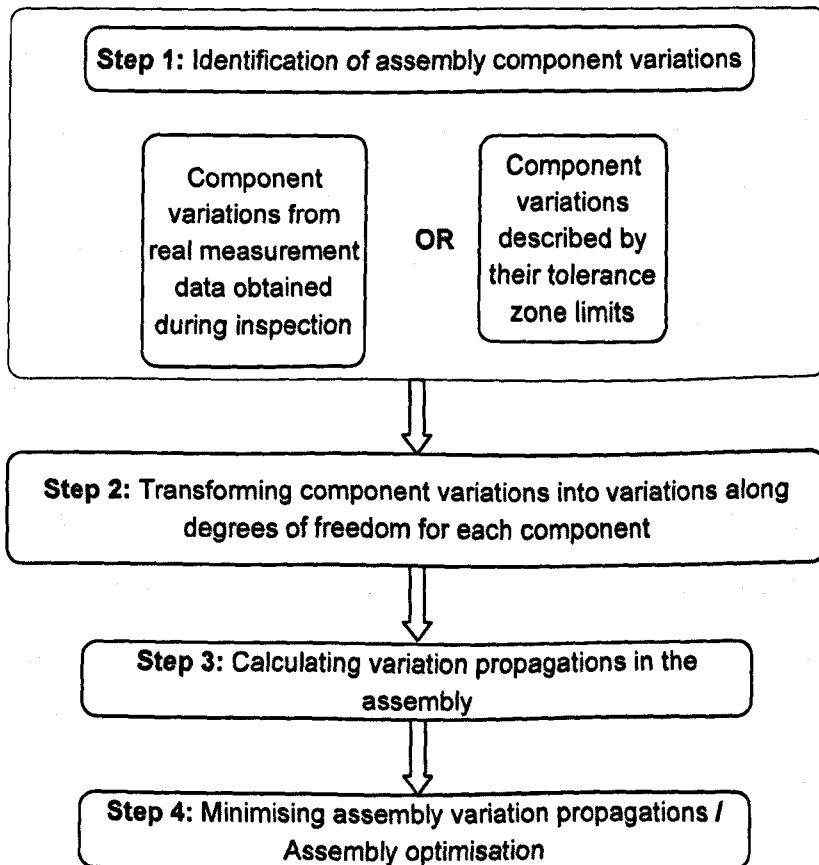 Step 1: Identification of assembly component variations
Component
variations from
real measurement
data obtained
during inspection
OR
Component
variations
described by
their tolerance
zone limits
Step 2: Transforming component variations into variations along
degrees of freedom for each component
Step 3: Calculating variation propagations in the
assembly
Step 4: Minimising assembly variation propagations /
Assembly optimisation